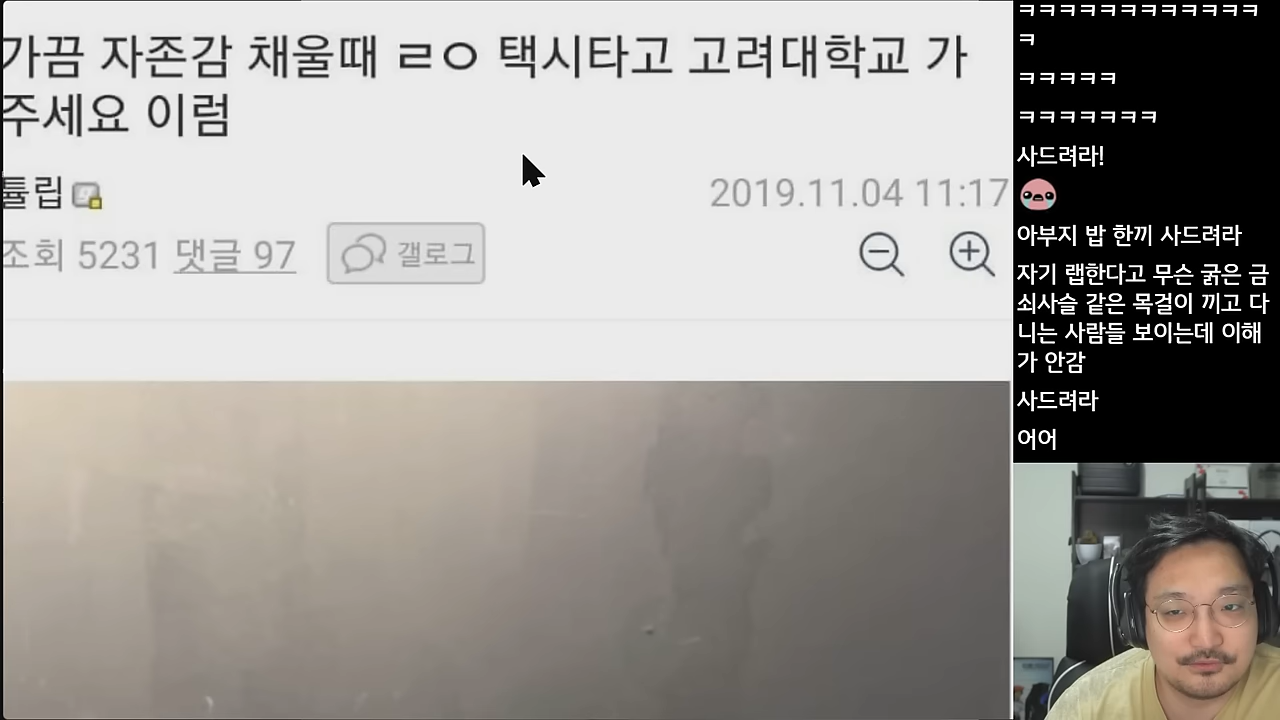 가끔 자존감 채울때 ㄹㅇ 택시타고 고려대학교 가
주세요 이럼
튤립
2019.11.04 11:17
조회 5231 댓글 97
갤로그
ㅋㅋㅋㅋㅋㅋㅋㅋㅋㅋㅋㅋ
ㅋ
ㅋㅋㅋㅋㅋ
ㅋㅋㅋㅋㅋㅋㅋ
사드려라!
아부지 밥 한끼 사드려라
자기 랩한다고 무슨 굵은 금
쇠사슬 같은 목걸이 끼고 다
니는 사람들 보이는데 이해
가 안감
사드려라
어어